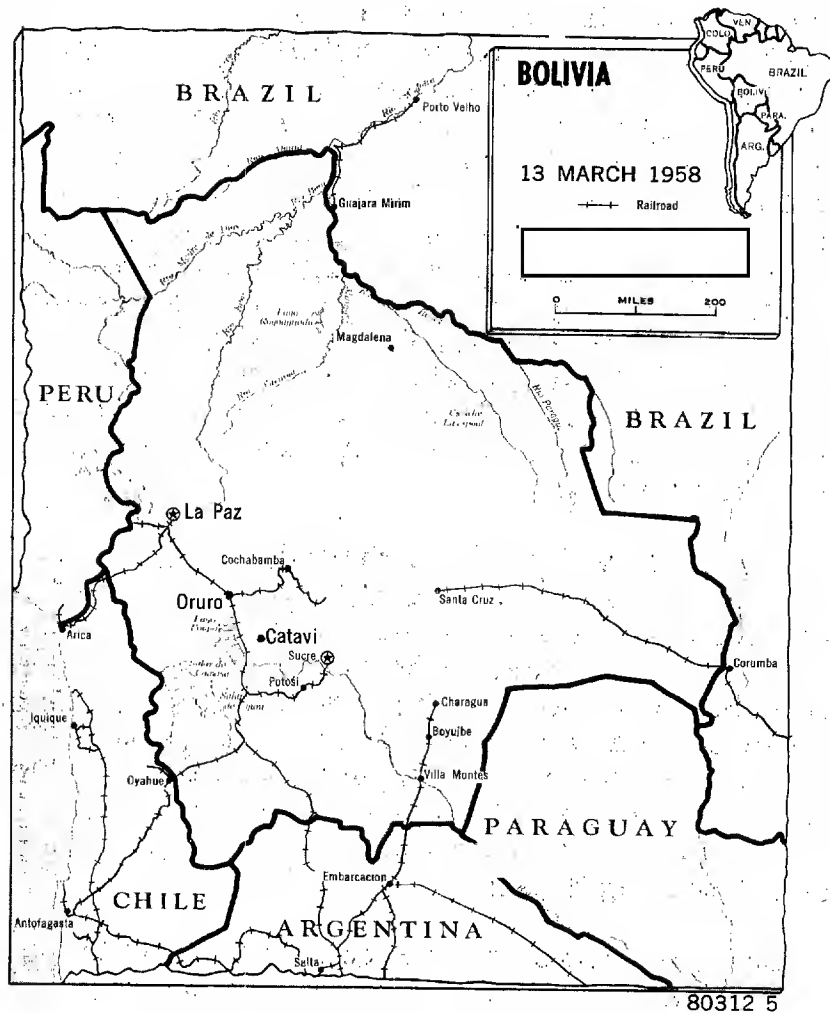 BOLIVIA
13 MARCH 1958
Railroad
0 MILES 200
VEN
COLO
PERU
BRAZIL
BOLIV
PARA.
ARG.
BRAZIL
Porto Velho
Guajara Mirim
Magdalena
PERU
BRAZIL
La Paz
Cochabamba
Oruro
Santa Cruz
Catavi
Arica
Sucre
Corumba
Potosi
Charagua
Iquique
Boyuibe
Oyahue
Villa Montes
PARAGUAY
Embarcacion
CHILE
Antofagasta
ARGENTINA
Salta
80312 5